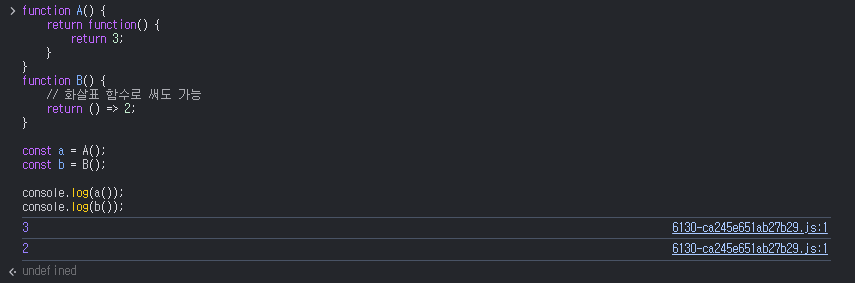 function A() {
    return function() {
        return 3;
    }
}
function B() {
    // 화살표 함수로 써도 가능
    return () => 2;
}

const a = A();
const b = B();

console.log(a());
console.log(b());
3 6130-ca245e651ab27b29.js:1
2 6130-ca245e651ab27b29.js:1
undefined